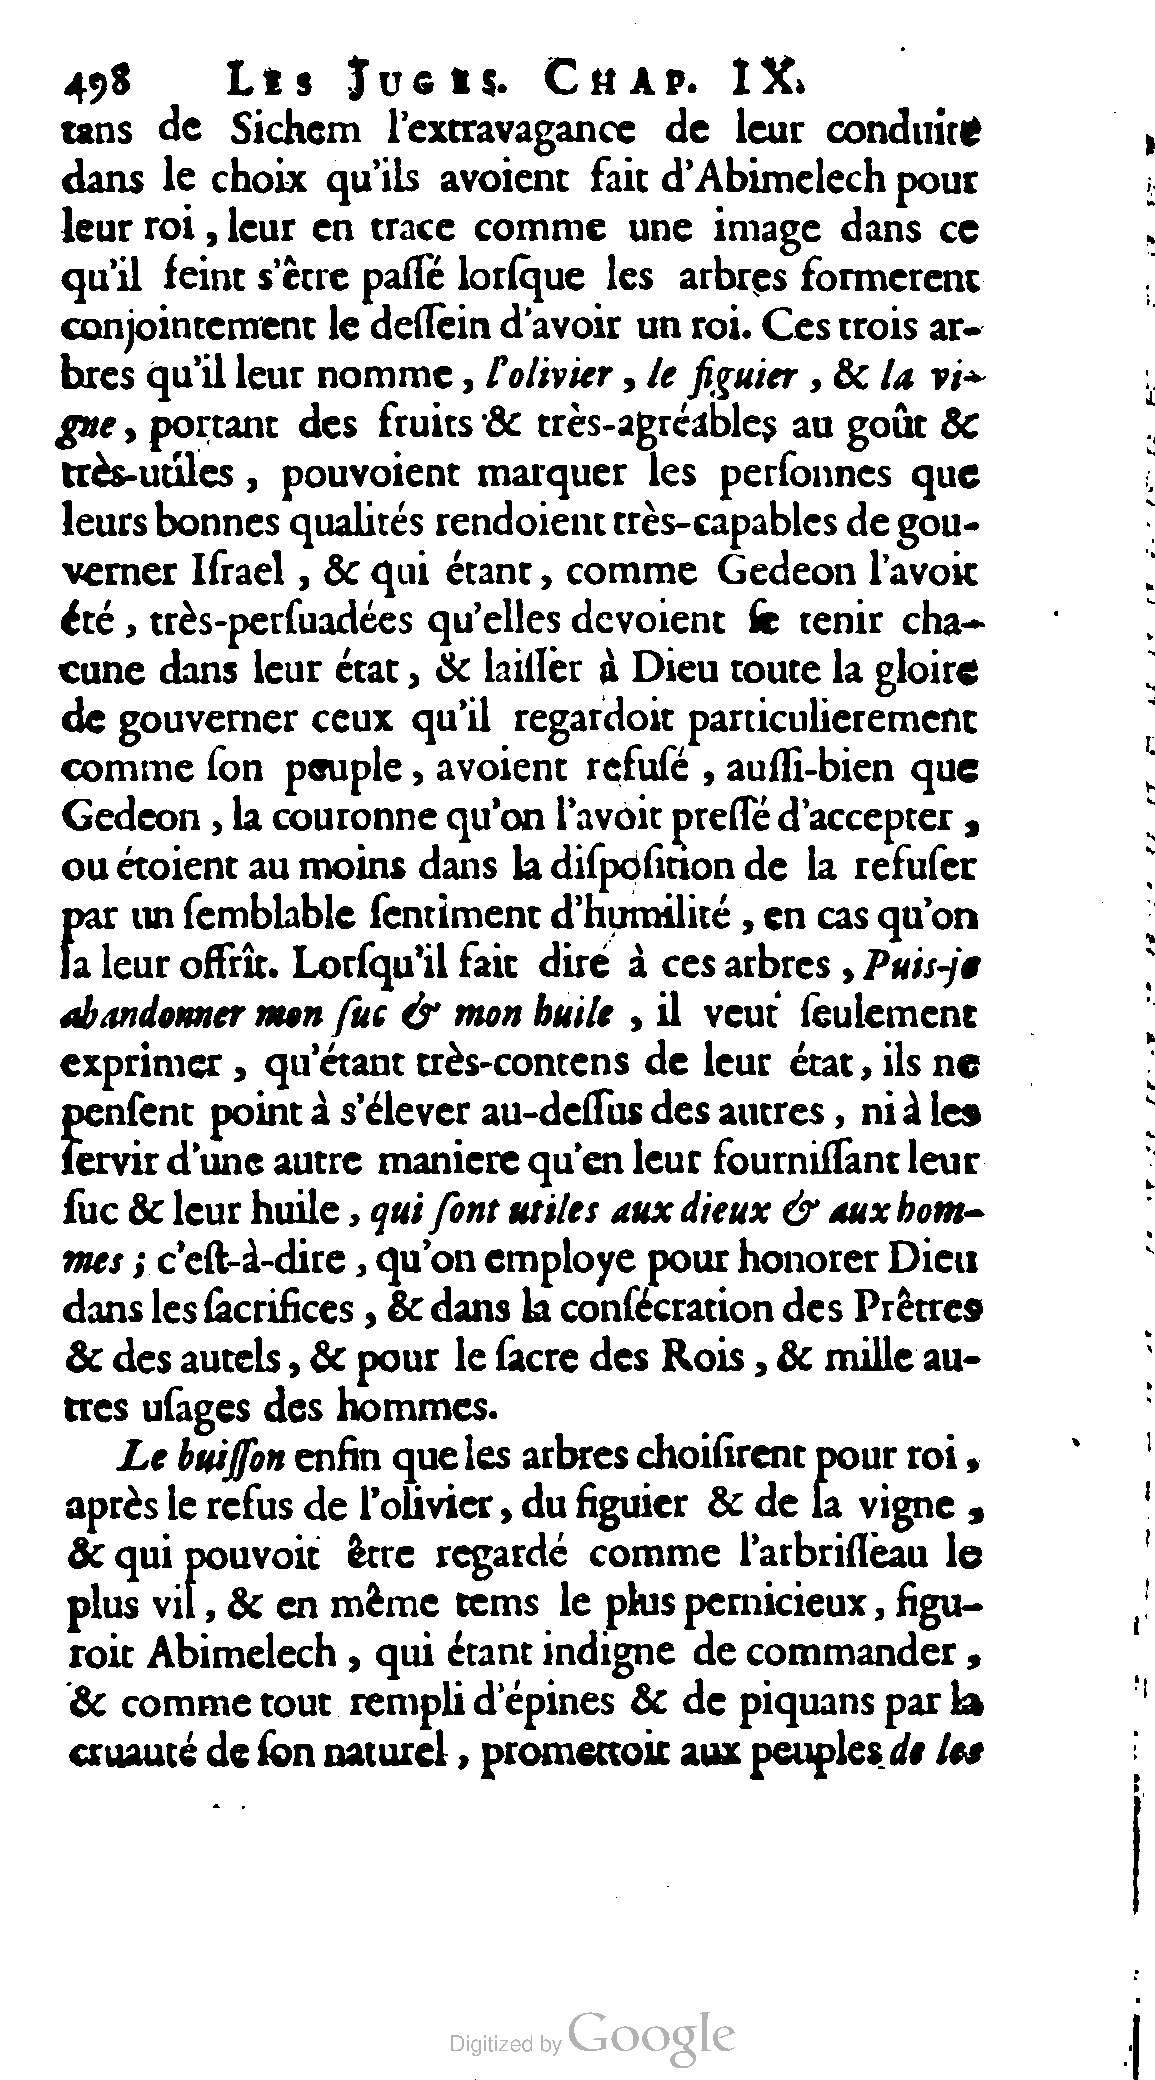 498 LES JUGES. CHAP. IX.
tans de Sichem l'extravagance de leur conduite
dans le choix qu'ils avoient fait d'Abimelech pour
leur roi, leur en trace comme une image dans ce
qu'il feint s'être paſſé lorſque les arbres formerent
conjointement le deſſein d'avoir un roi. Ces trois ar-
bres qu'il leur nomme, l'olivier, le figuier, & la vi-
gne, portant des fruits & très-agréables au goût &
très-utiles, pouvoient marquer les perſonnes que
leurs bonnes qualités rendoient très-capables de gou-
verner Iſrael, & qui étant, comme Gedeon l'avoit
été, très-perſuadées qu'elles devoient ſe tenir cha-
cune dans leur état, & laiſſer à Dieu toute la gloire
de gouverner ceux qu'il regardoit particulierement
comme ſon peuple, avoient refuſé, auſſi-bien que
Gedeon, la couronne qu'on l'avoit preſſé d'accepter,
ou étoient au moins dans la diſpoſition de la refuſer
par un ſemblable ſentiment d'humilité, en cas qu'on
la leur offrît. Lorſqu'il fait dire à ces arbres, Puis-je
abandonner mon ſuc & mon huile, il veut ſeulement
exprimer, qu'étant très-contens de leur état, ils ne
penſent point à s'élever au-deſſus des autres, ni à les
ſervir d'une autre maniere qu'en leur fourniſſant leur
ſuc & leur huile, qui ſont utiles aux dieux & aux hom-
mes; c'eſt-à-dire, qu'on employe pour honorer Dieu
dans les ſacrifices, & dans la conſécration des Prêtres
& des autels, & pour le ſacre des Rois, & mille au-
tres uſages des hommes.
Le buiſſon enfin que les arbres choiſirent pour roi,
après le refus de l'olivier, du figuier & de la vigne,
& qui pouvoit être regardé comme l'arbriſſeau le
plus vil, & en même tems le plus pernicieux, figu-
roit Abimelech, qui étant indigne de commander,
& comme tout rempli d'épines & de piquans par la
cruauté de ſon naturel, promettoit aux peuples de les
Digitized by Google